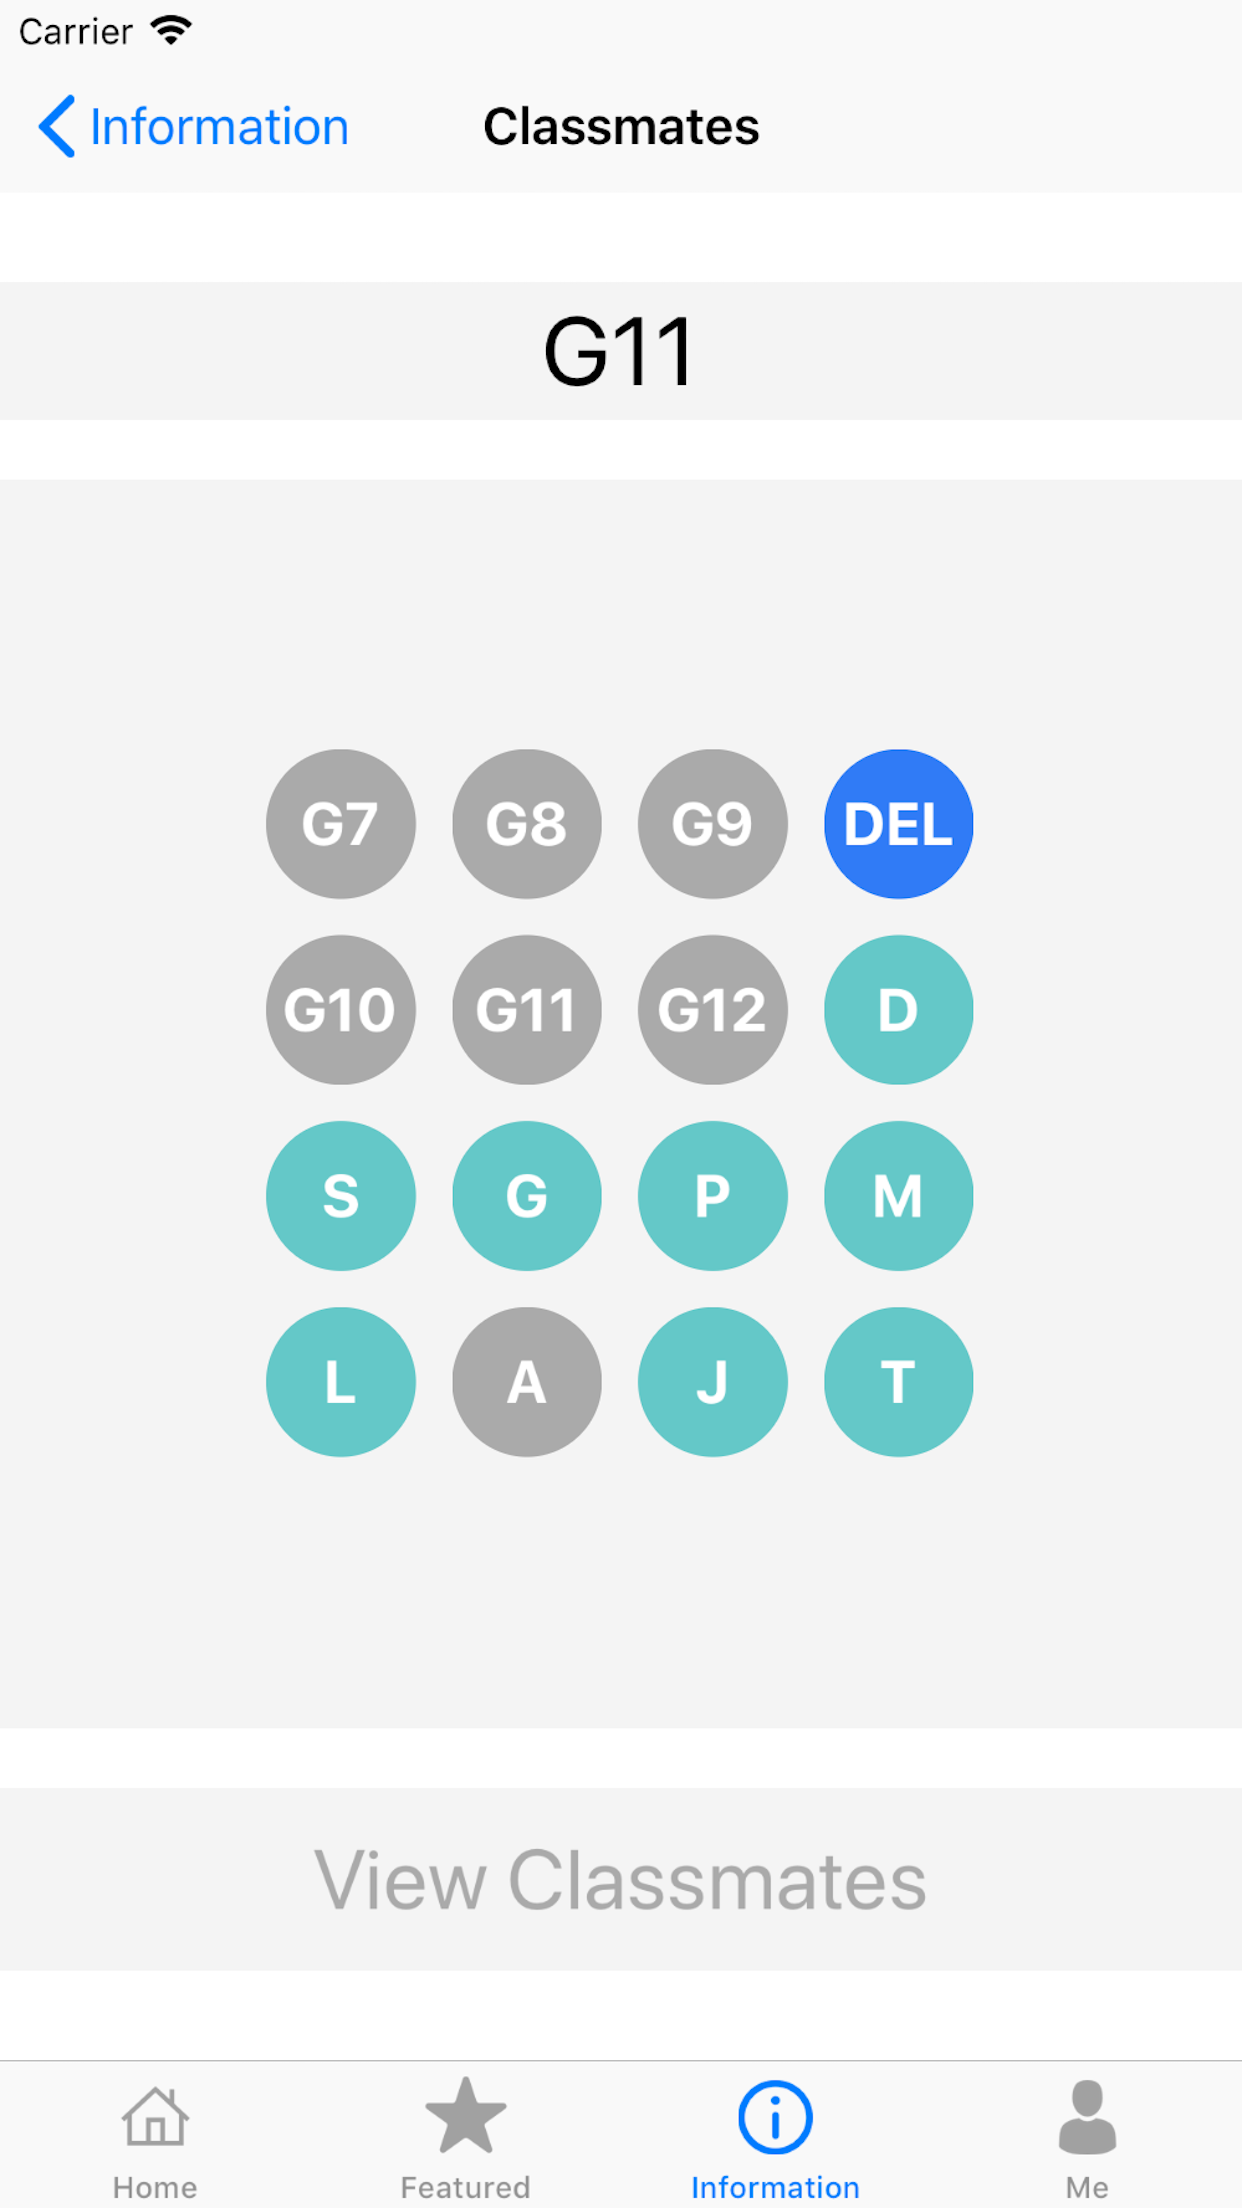 Carrier
Information Classmates
G11
G7 G8 G9 DEL
G10 G11 G12 D
S G P M
L A J T
View Classmates
Home Featured Information Me